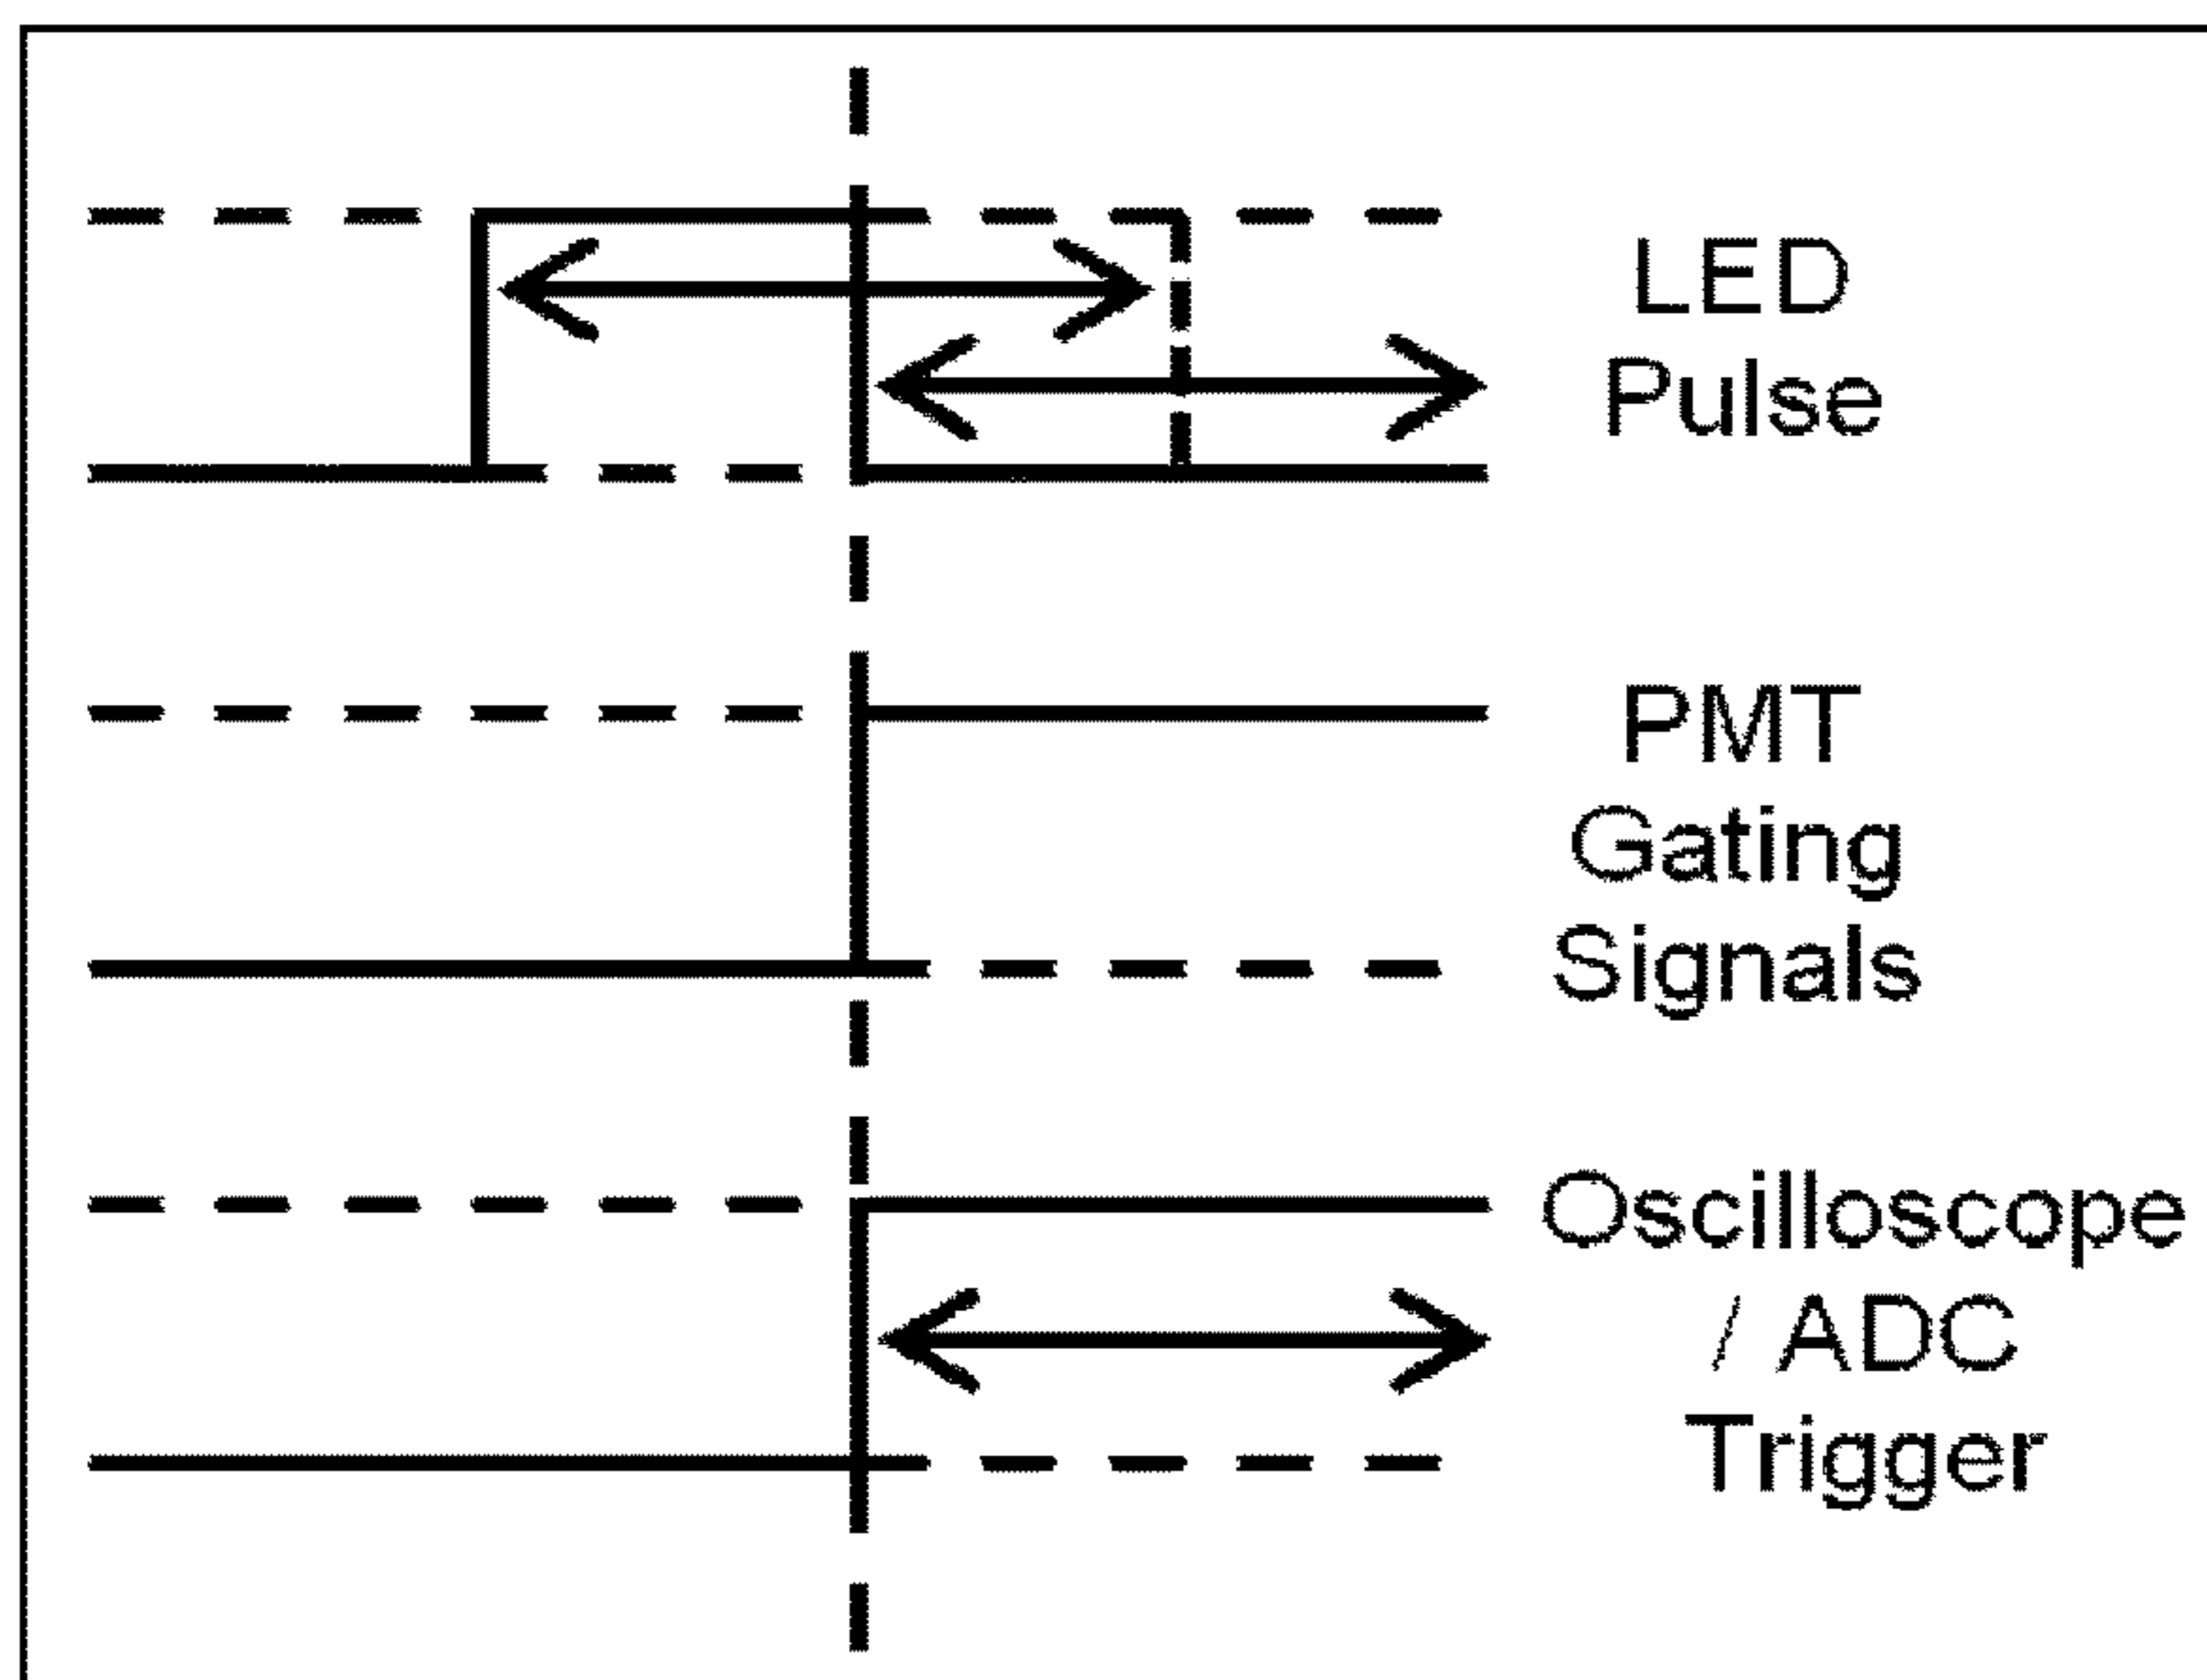 LED
Pulse
PMT
Gating
Signals
Oscilloscope
/ ADC
Trigger